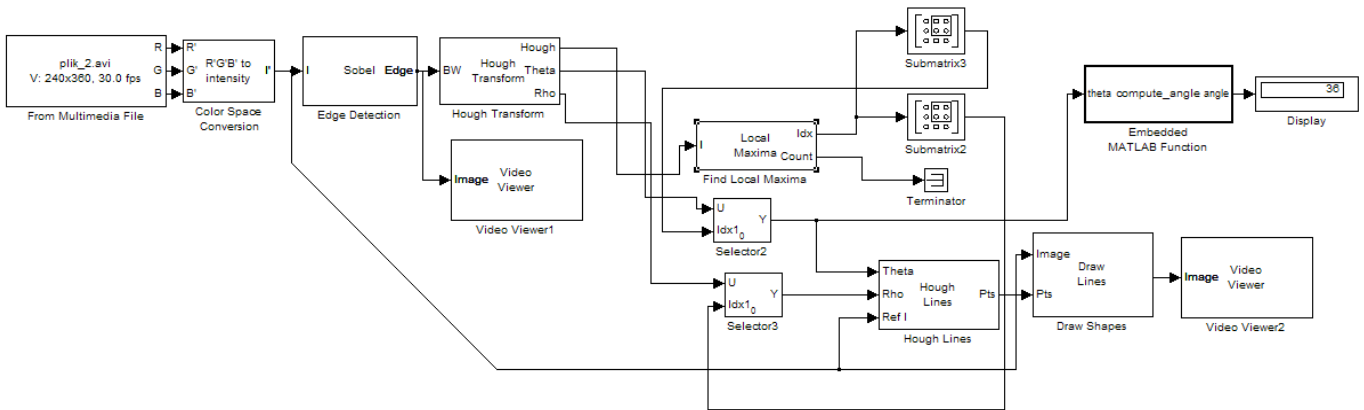 plik_2.avi
V: 240x360, 30.0 fps
R
G
B
From Multimedia File
R'
G'
B'
R'G'B' to
intensity
I'
Color Space
Conversion
I
Sobel
Edge
Edge Detection
BW
Hough
Transform
Hough
Theta
Rho
Hough Transform
Image
Video
Viewer
Video Viewer1
I
Local
Maxima
Idx
Count
Find Local Maxima
Submatrix3
Submatrix2
Terminator
U
Idx1
0
Y
Selector2
U
Idx1
0
Y
Selector3
Theta
Rho
Ref I
Hough
Lines
Pts
Hough Lines
Image
Pts
Draw
Lines
Draw Shapes
Image
Video
Viewer
Video Viewer2
theta compute_angle angle
Embedded
MATLAB Function
36
Display